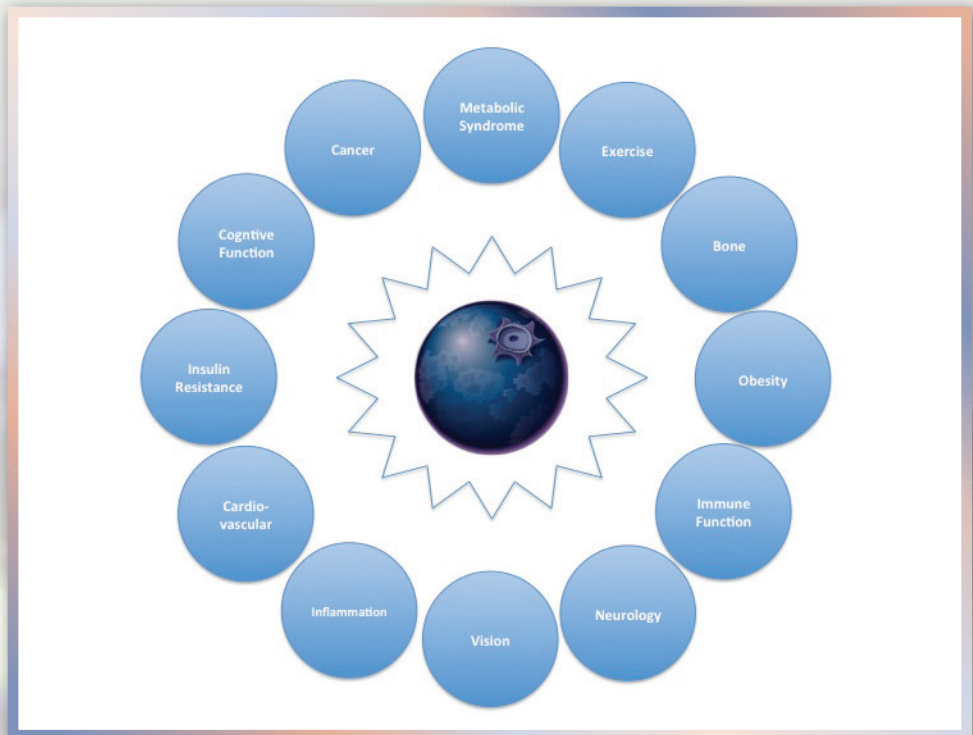 Metabolic
Syndrome
Exercise
Bone
Obesity
Immune
Function
Neurology
Vision
Inflammation
Cardio-
vascular
Insulin
Resistance
Cogntive
Function
Cancer